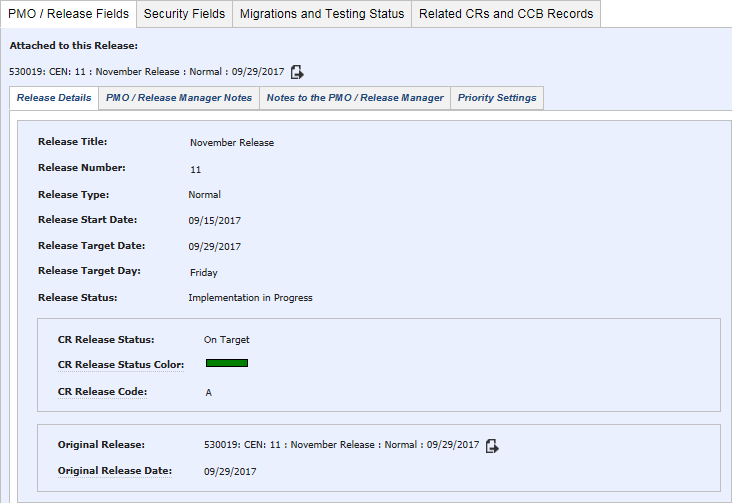 PMO / Release Fields Security Fields Migrations and Testing Status Related CRs and CCB Records
Attached to this Release:
530019: CEN: 11 : November Release : Normal : 09/29/2017
Release Details PMO / Release Manager Notes Notes to the PMO / Release Manager Priority Settings
Release Title: November Release
Release Number: 11
Release Type: Normal
Release Start Date: 09/15/2017
Release Target Date: 09/29/2017
Release Target Day: Friday
Release Status: Implementation in Progress
CR Release Status: On Target
CR Release Status Color:
CR Release Code: A
Original Release: 530019: CEN: 11 : November Release : Normal : 09/29/2017
Original Release Date: 09/29/2017